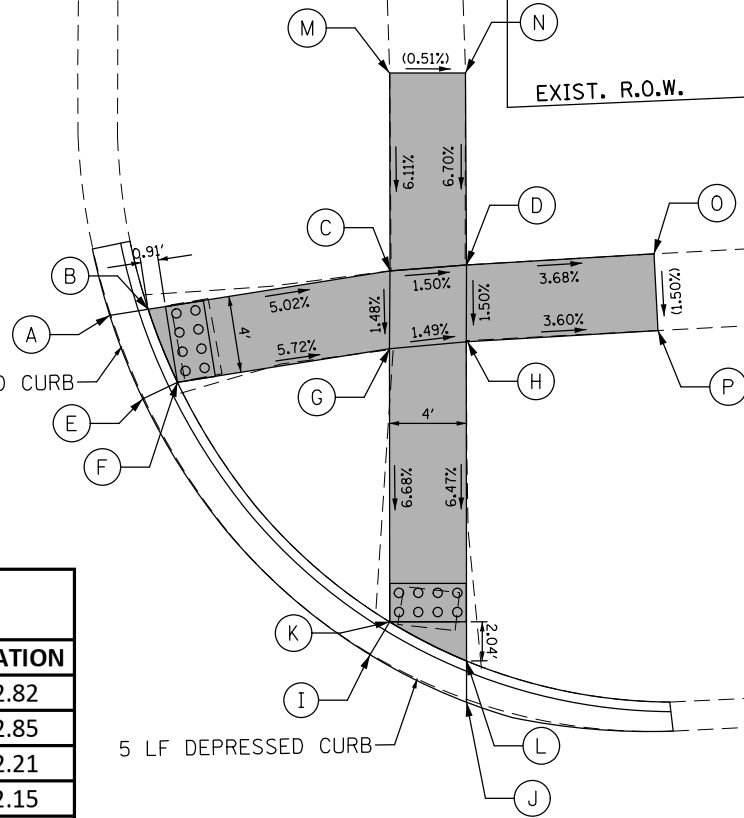 M
(0.51%)
N
EXIST. R.O.W.
6.11%
6.70%
C
D
O
0.91'
B
1.50%
3.68%
5.02%
1.48%
1.50%
(1.50%)
A
4'
5.72%
1.49%
3.60%
CURB
G
H
P
E
4'
F
6.68%
6.47%
K
2.04'
I
L
5 LF DEPRESSED CURB
J
2.82
2.85
2.21
2.15